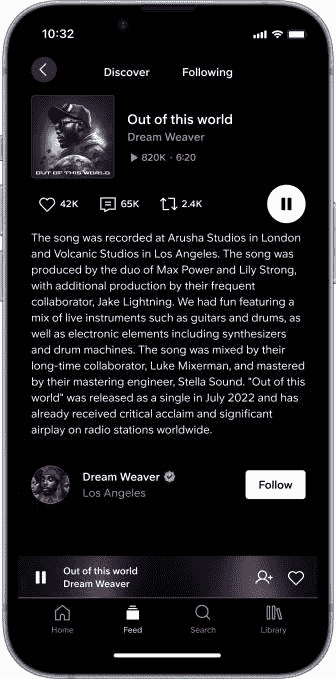 10:32
Discover Following
Out of this world
Dream Weaver
820K · 6:20
OUT OF THIS WORLD
42K 65K 2.4K
The song was recorded at Arusha Studios in London
and Volcanic Studios in Los Angeles. The song was
produced by the duo of Max Power and Lily Strong,
with additional production by their frequent
collaborator, Jake Lightning. We had fun featuring a
mix of live instruments such as guitars and drums, as
well as electronic elements including synthesizers
and drum machines. The song was mixed by their
long-time collaborator, Luke Mixerman, and mastered
by their mastering engineer, Stella Sound. "Out of this
world" was released as a single in July 2022 and has
already received critical acclaim and significant
airplay on radio stations worldwide.
Dream Weaver
Los Angeles
Follow
Out of this world
Dream Weaver
Home Feed Search Library